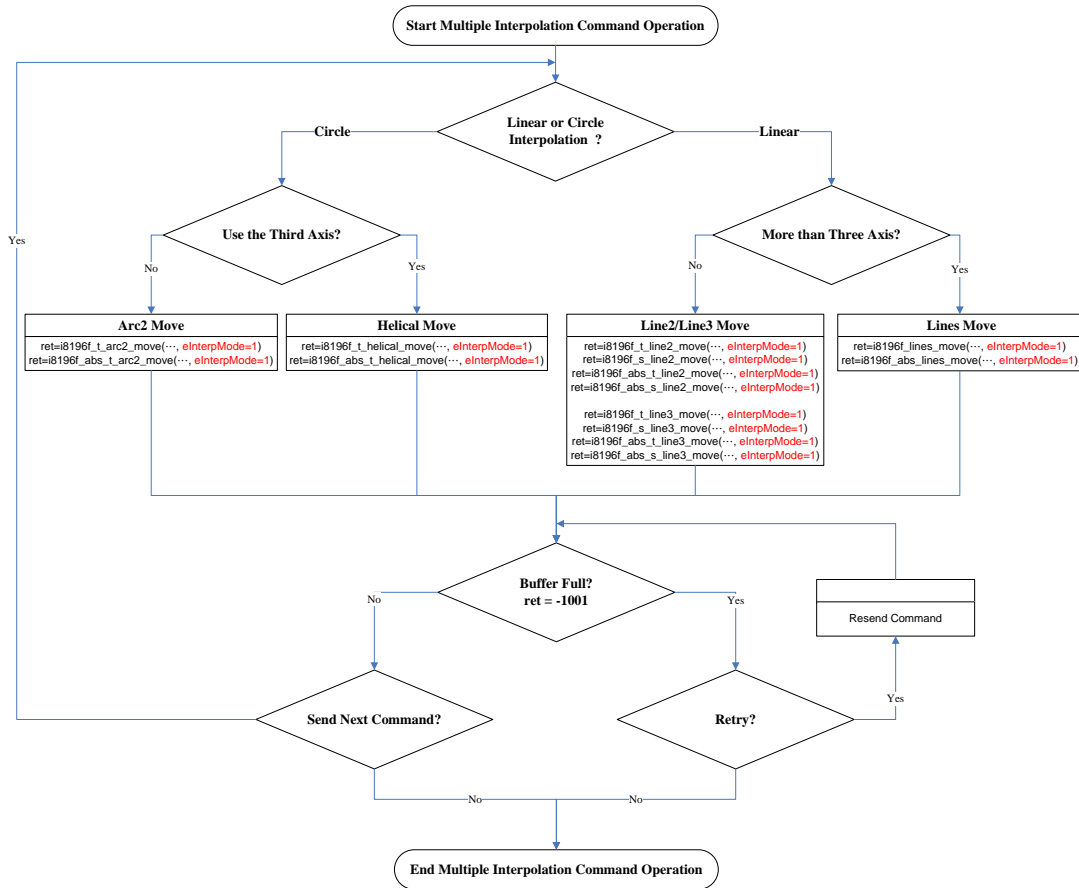 Start Multiple Interpolation Command Operation
Linear or Circle
Interpolation ?
Circle
Linear
Use the Third Axis?
More than Three Axis?
Yes
No
Yes
No
Yes
Arc2 Move
ret=i8196f_t_arc2_move(⋯, eInterpMode=1)
ret=i8196f_abs_t_arc2_move(⋯, eInterpMode=1)
Helical Move
ret=i8196f_t_helical_move(⋯, eInterpMode=1)
ret=i8196f_abs_t_helical_move(⋯, eInterpMode=1)
Line2/Line3 Move
ret=i8196f_t_line2_move(⋯, eInterpMode=1)
ret=i8196f_s_line2_move(⋯, eInterpMode=1)
ret=i8196f_abs_t_line2_move(⋯, eInterpMode=1)
ret=i8196f_abs_s_line2_move(⋯, eInterpMode=1)
ret=i8196f_t_line3_move(⋯, eInterpMode=1)
ret=i8196f_s_line3_move(⋯, eInterpMode=1)
ret=i8196f_abs_t_line3_move(⋯, eInterpMode=1)
ret=i8196f_abs_s_line3_move(⋯, eInterpMode=1)
Lines Move
ret=i8196f_lines_move(⋯, eInterpMode=1)
ret=i8196f_abs_lines_move(⋯, eInterpMode=1)
Buffer Full?
ret = -1001
No
Yes
Resend Command
Send Next Command?
Retry?
Yes
No
No
End Multiple Interpolation Command Operation